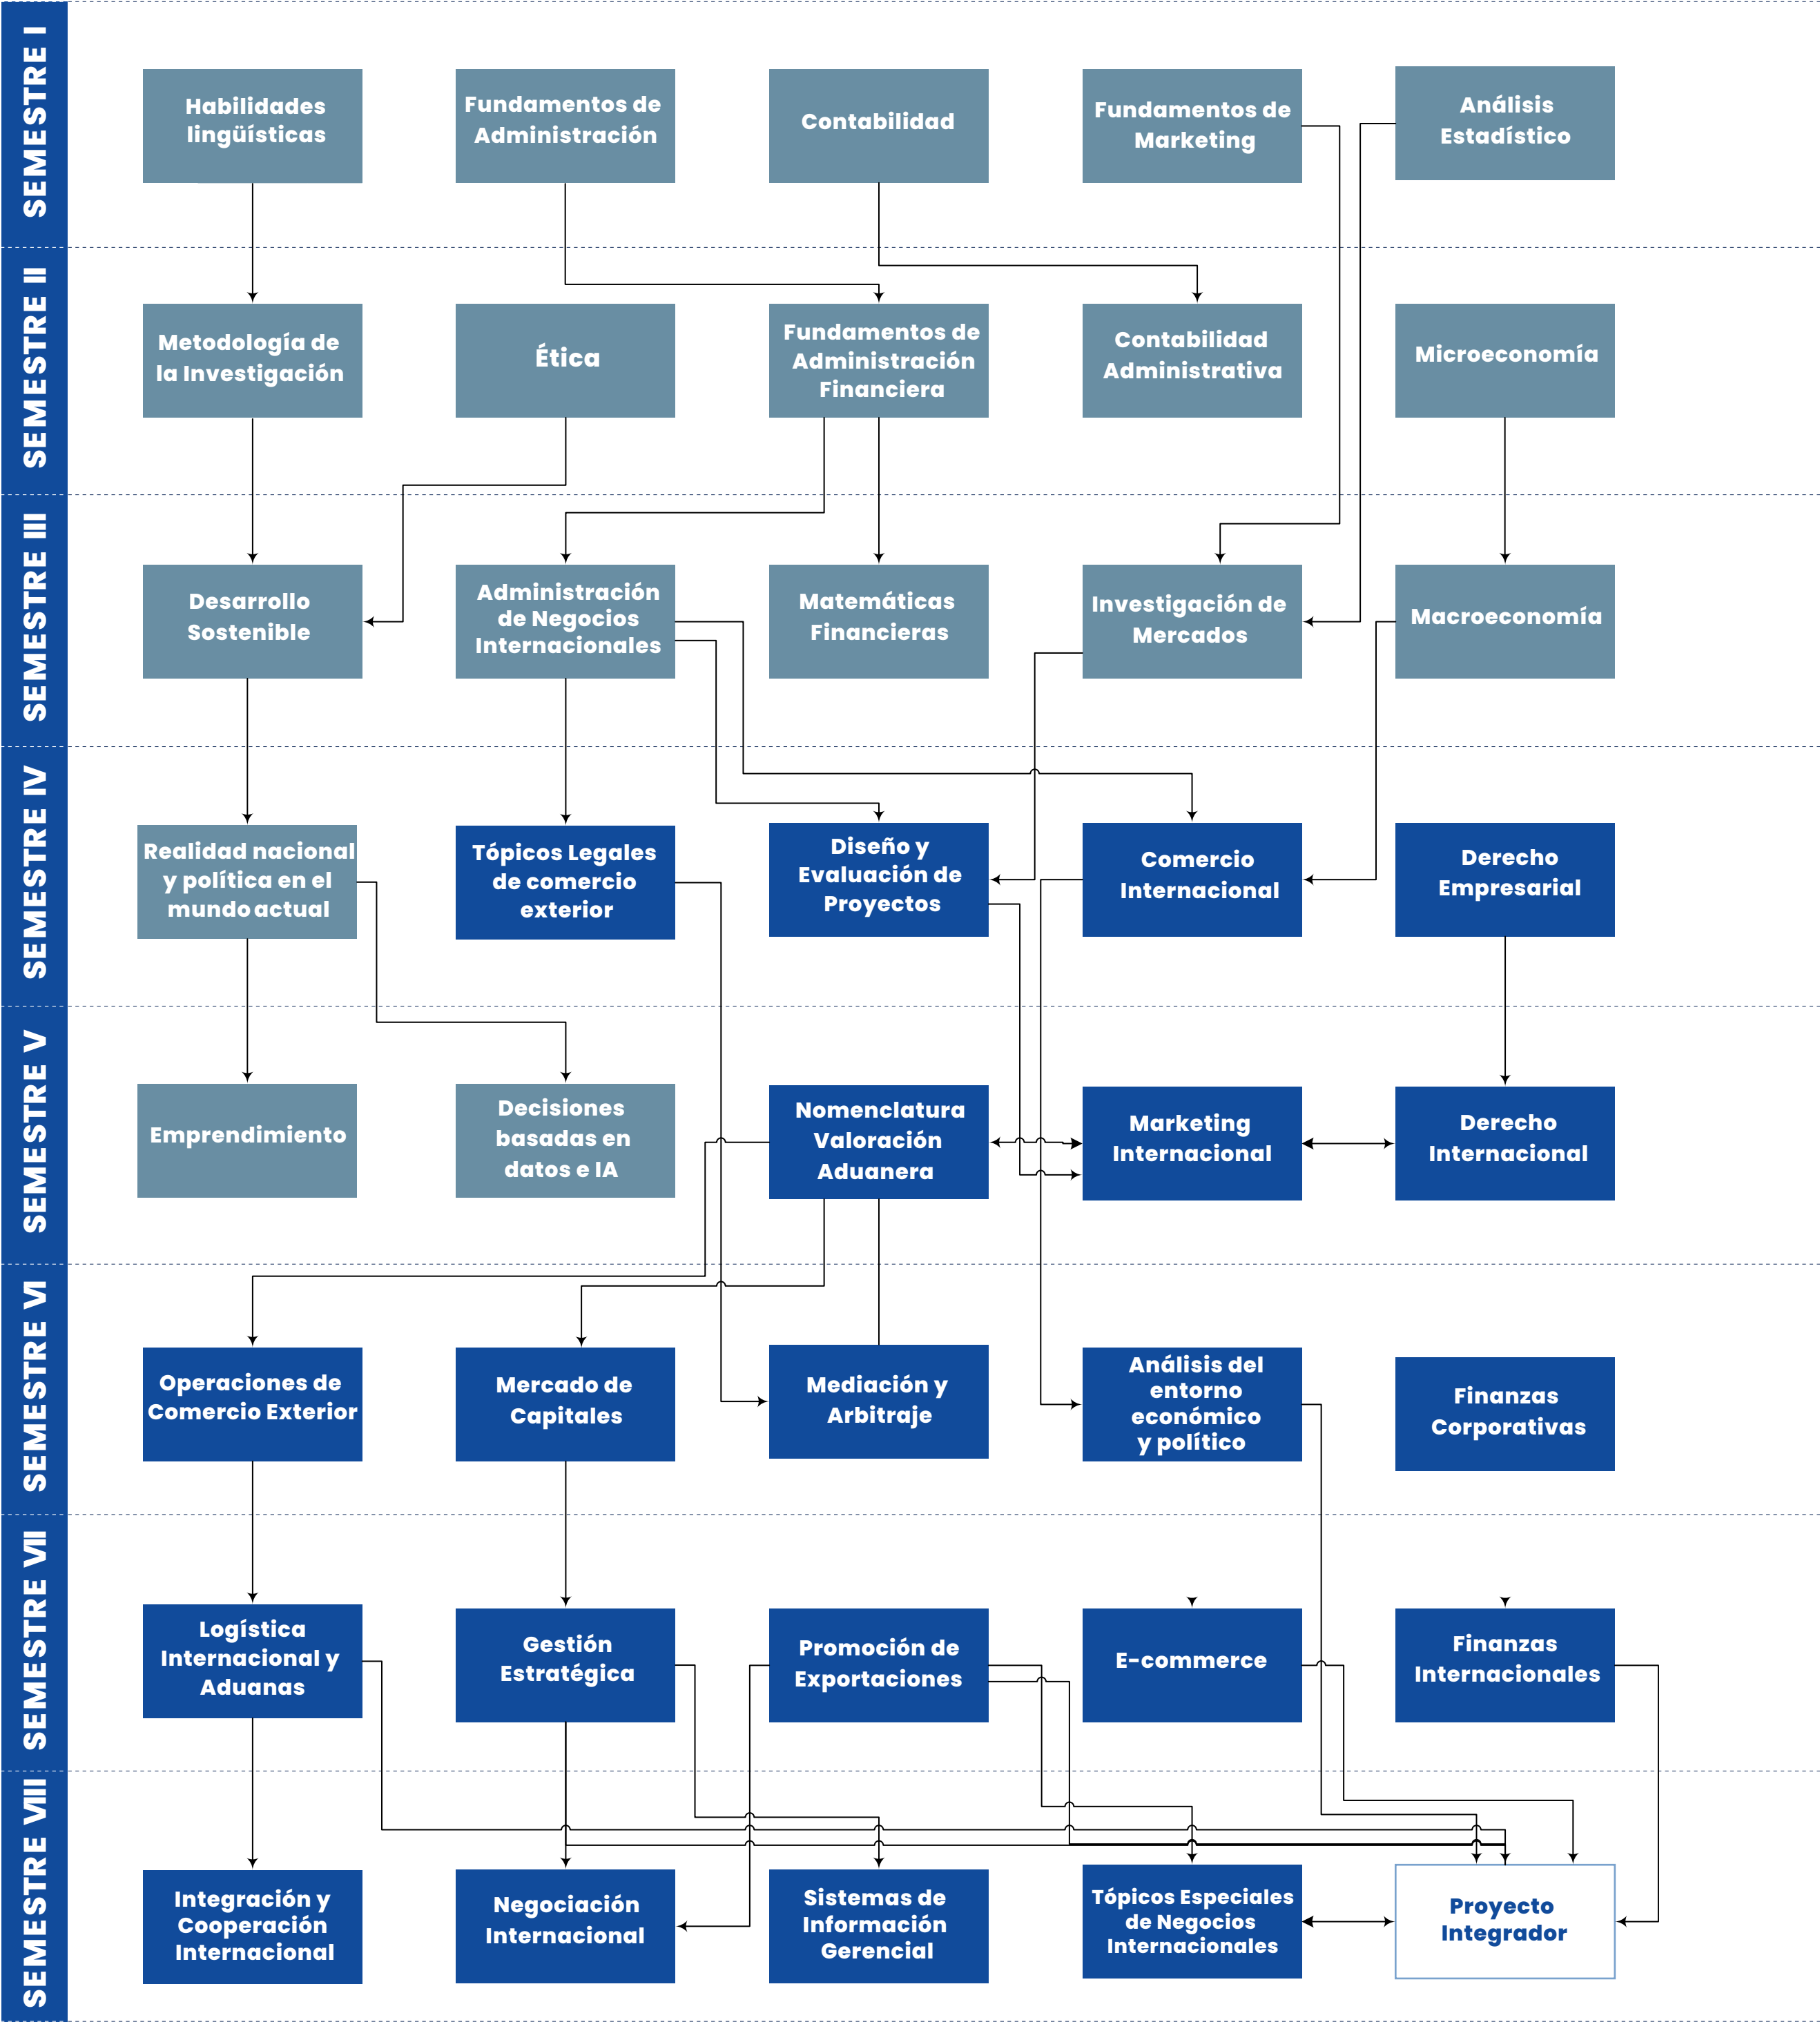 SEMESTRE I
Habilidades
lingüísticas
Fundamentos de
Administración
Contabilidad
Fundamentos de
Marketing
Análisis
Estadístico
SEMESTRE II
Metodología de
la Investigación
Ética
Fundamentos de
Administración
Financiera
Contabilidad
Administrativa
Microeconomía
SEMESTRE III
Desarrollo
Sostenible
Administración
de Negocios
Internacionales
Matemáticas
Financieras
Investigación de
Mercados
Macroeconomía
SEMESTRE IV
Realidad nacional
y política en el
mundo actual
Tópicos Legales
de comercio
exterior
Diseño y
Evaluación de
Proyectos
Comercio
Internacional
Derecho
Empresarial
SEMESTRE V
Emprendimiento
Decisiones
basadas en
datos e IA
Nomenclatura
Valoración
Aduanera
Marketing
Internacional
Derecho
Internacional
SEMESTRE VI
Operaciones de
Comercio Exterior
Mercado de
Capitales
Mediación y
Arbitraje
Análisis del
entorno
económico
y político
Finanzas
Corporativas
SEMESTRE VII
Logística
Internacional y
Aduanas
Gestión
Estratégica
Promoción de
Exportaciones
E-commerce
Finanzas
Internacionales
SEMESTRE VIII
Integración y
Cooperación
Internacional
Negociación
Internacional
Sistemas de
Información
Gerencial
Tópicos Especiales
de Negocios
Internacionales
Proyecto
Integrador